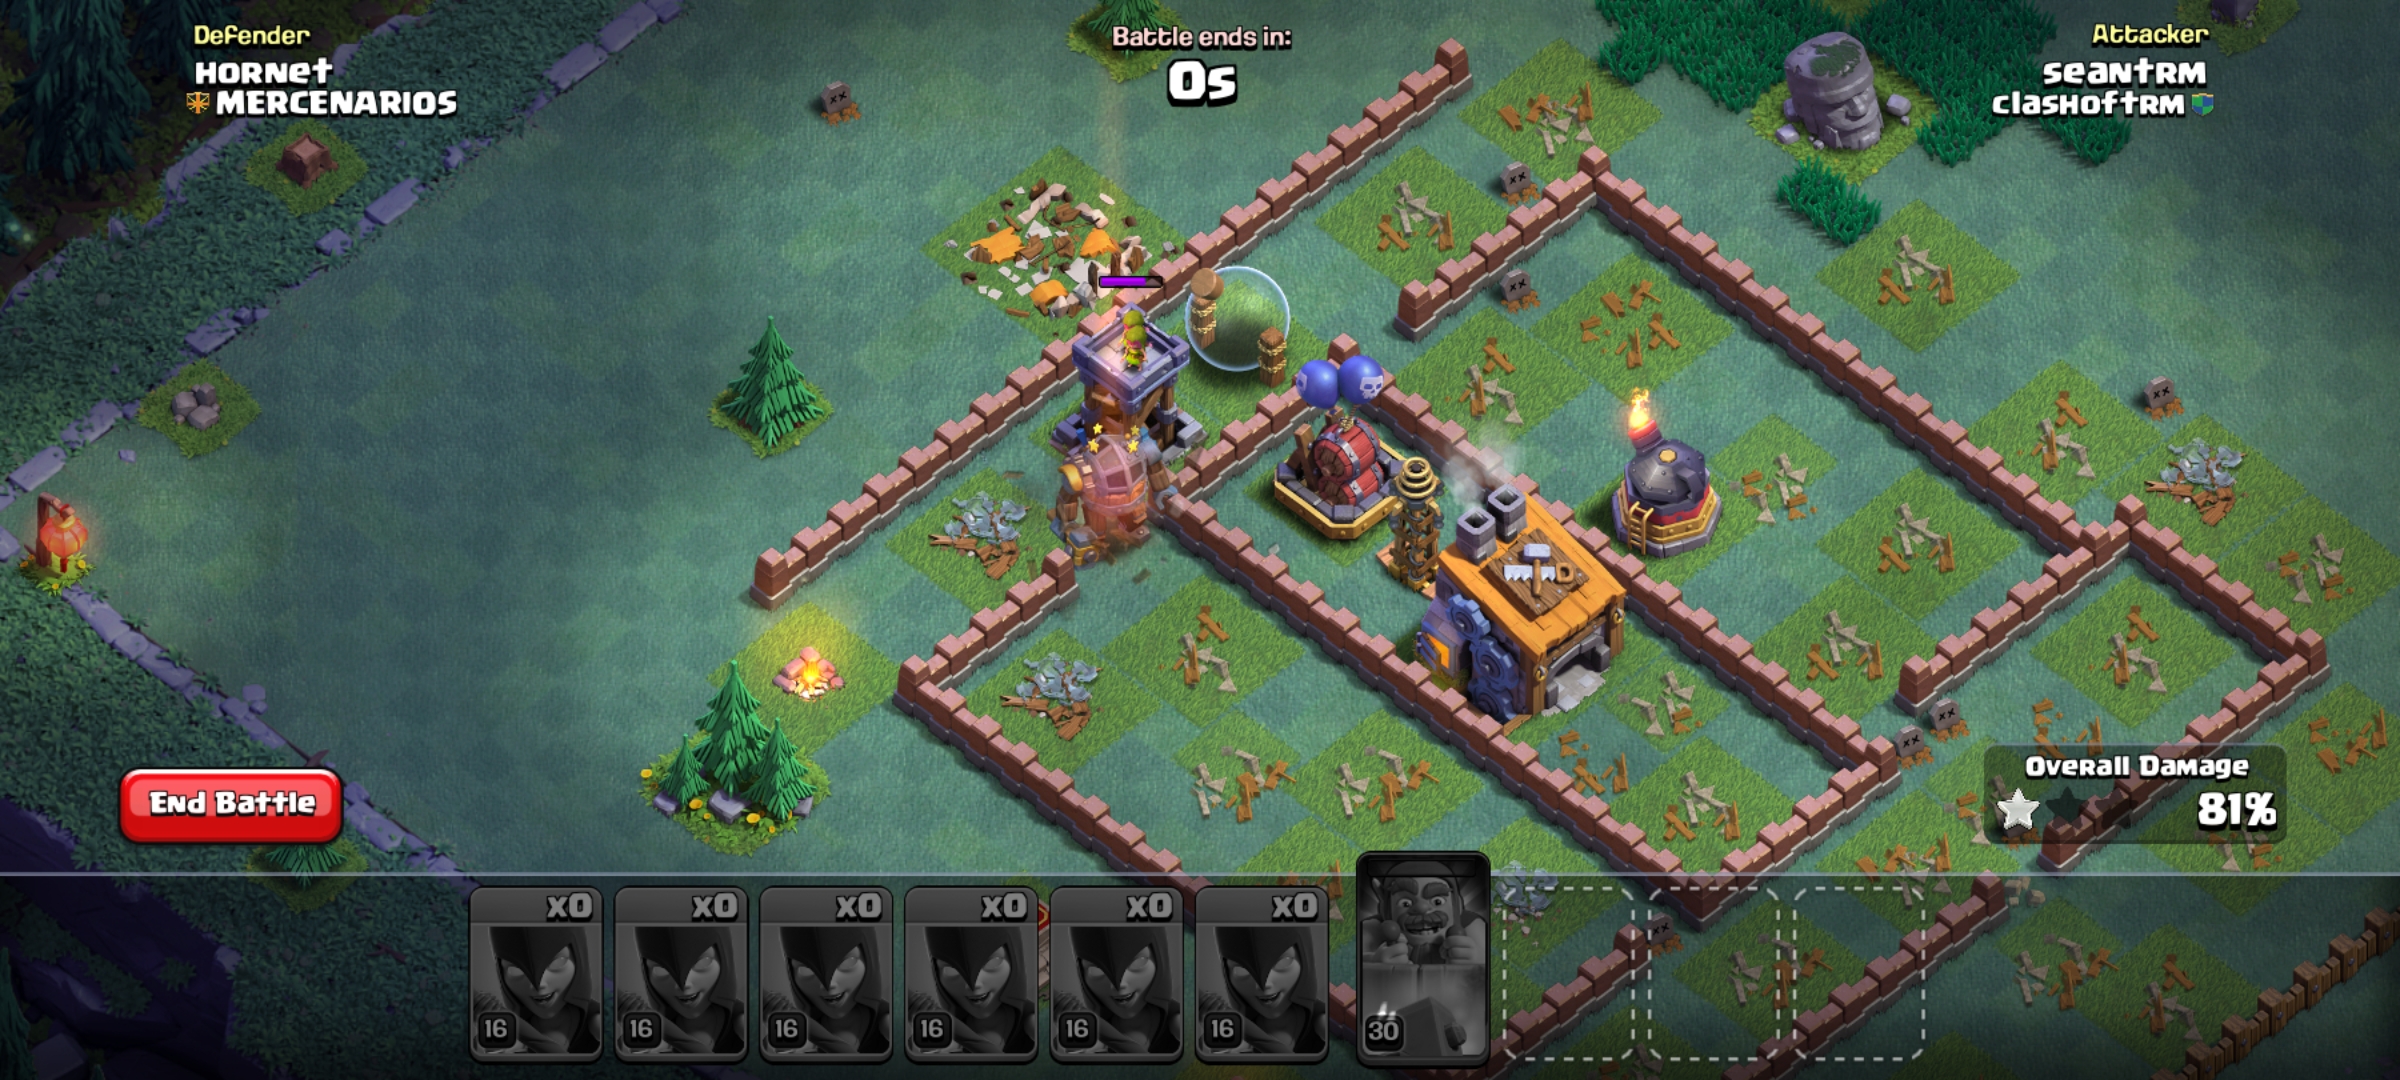 Defender
HORNet
MERCENARIOS
Battle ends in:
0s
Attacker
seantRM
clashoftRM
End Battle
Overall Damage
81%
x0
x0
x0
x0
x0
x0
16
16
16
16
16
16
30